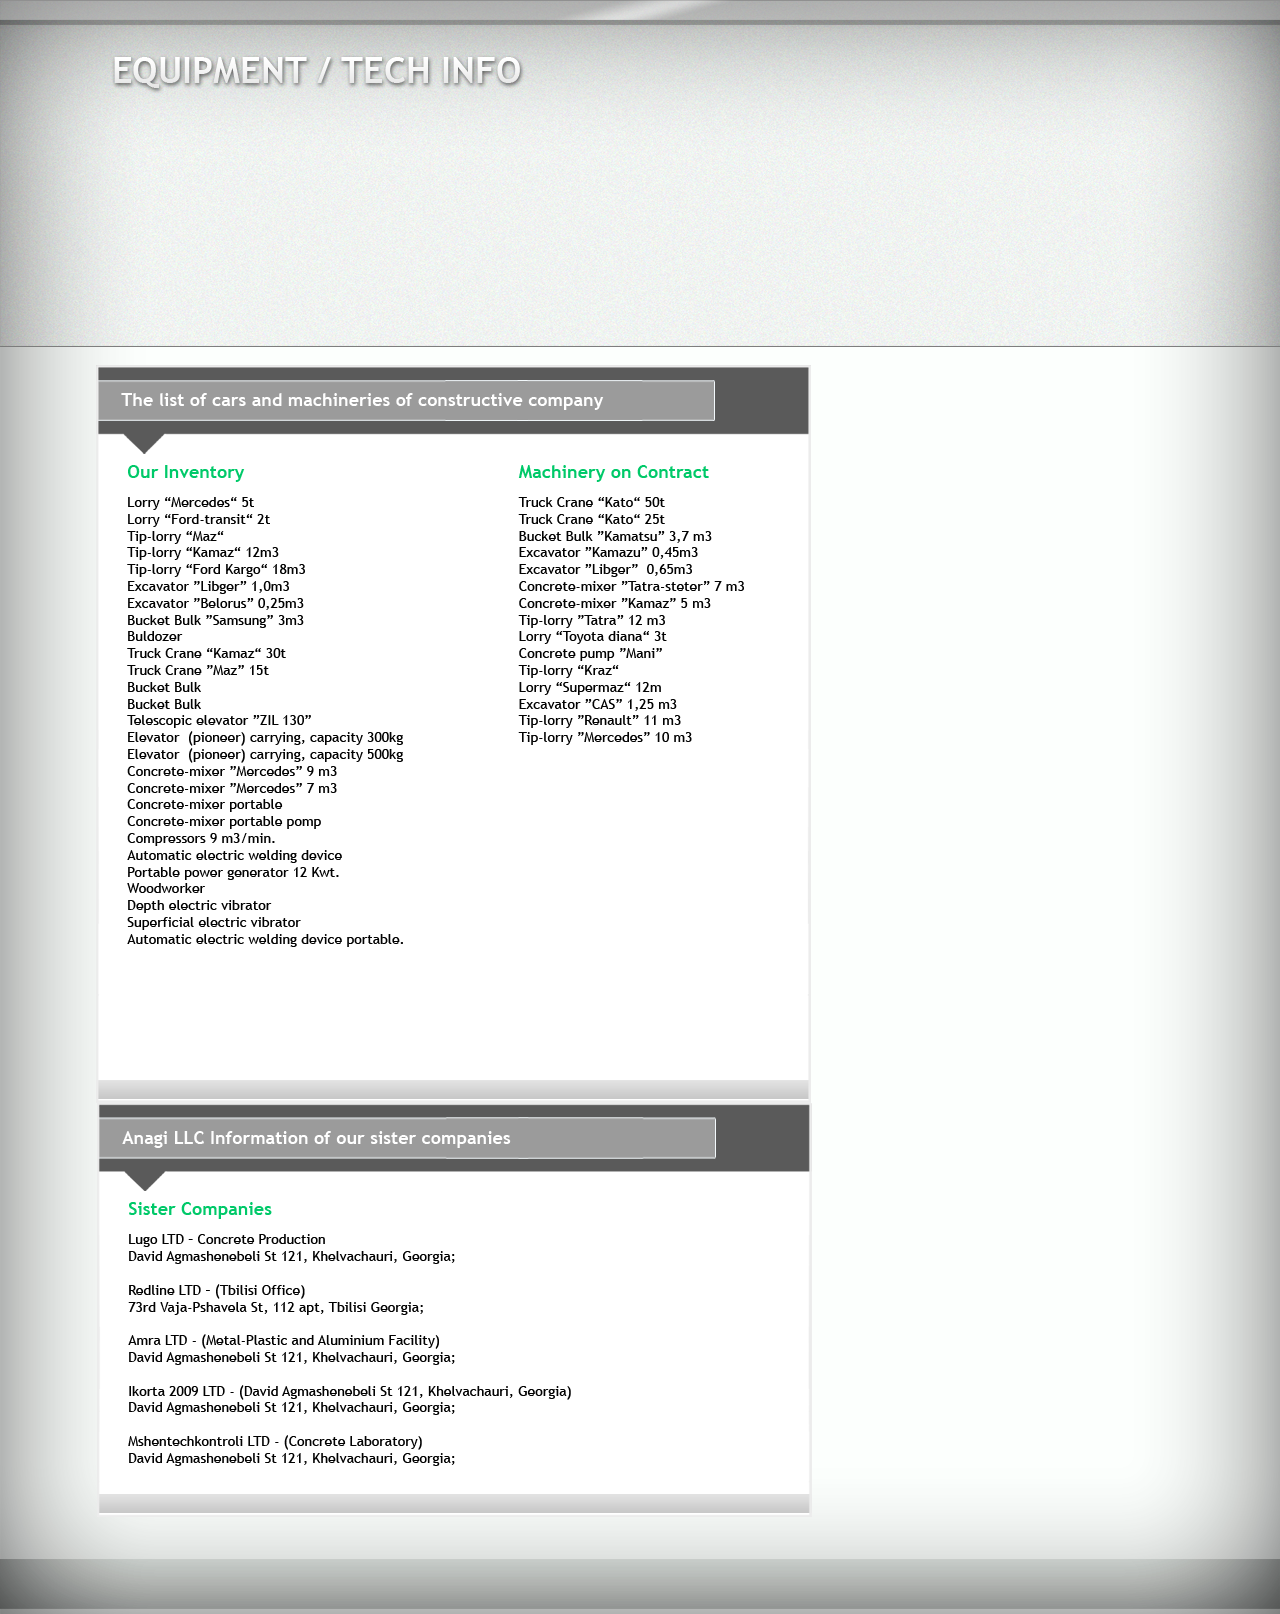 EQUIPMENT / TECH INFO
The list of cars and machineries of constructive company
Our Inventory
Lorry “Mercedes“ 5t
Lorry “Ford-transit“ 2t
Tip-lorry “Maz“
Tip-lorry “Kamaz“ 12m3
Tip-lorry “Ford Kargo“ 18m3
Excavator ”Libger” 1,0m3
Excavator ”Belorus” 0,25m3
Bucket Bulk ”Samsung” 3m3
Buldozer
Truck Crane “Kamaz“ 30t
Truck Crane ”Maz” 15t
Bucket Bulk
Bucket Bulk
Telescopic elevator ”ZIL 130”
Elevator  (pioneer) carrying, capacity 300kg
Elevator  (pioneer) carrying, capacity 500kg
Concrete-mixer ”Mercedes” 9 m3
Concrete-mixer ”Mercedes” 7 m3
Concrete-mixer portable
Concrete-mixer portable pomp
Compressors 9 m3/min.
Automatic electric welding device
Portable power generator 12 Kwt.
Woodworker
Depth electric vibrator
Superficial electric vibrator
Automatic electric welding device portable.
Machinery on Contract
Truck Crane “Kato“ 50t
Truck Crane “Kato“ 25t
Bucket Bulk ”Kamatsu” 3,7 m3
Excavator ”Kamazu” 0,45m3
Excavator ”Libger”  0,65m3
Concrete-mixer ”Tatra-steter” 7 m3
Concrete-mixer ”Kamaz” 5 m3
Tip-lorry ”Tatra” 12 m3
Lorry “Toyota diana“ 3t
Concrete pump ”Mani”
Tip-lorry “Kraz“
Lorry “Supermaz“ 12m
Excavator ”CAS” 1,25 m3
Tip-lorry ”Renault” 11 m3
Tip-lorry ”Mercedes” 10 m3
Anagi LLC Information of our sister companies
Sister Companies
Lugo LTD – Concrete Production
David Agmashenebeli St 121, Khelvachauri, Georgia;
Redline LTD – (Tbilisi Office)
73rd Vaja-Pshavela St, 112 apt, Tbilisi Georgia;
Amra LTD - (Metal-Plastic and Aluminium Facility)
David Agmashenebeli St 121, Khelvachauri, Georgia;
Ikorta 2009 LTD - (David Agmashenebeli St 121, Khelvachauri, Georgia)
David Agmashenebeli St 121, Khelvachauri, Georgia;
Mshentechkontroli LTD - (Concrete Laboratory)
David Agmashenebeli St 121, Khelvachauri, Georgia;